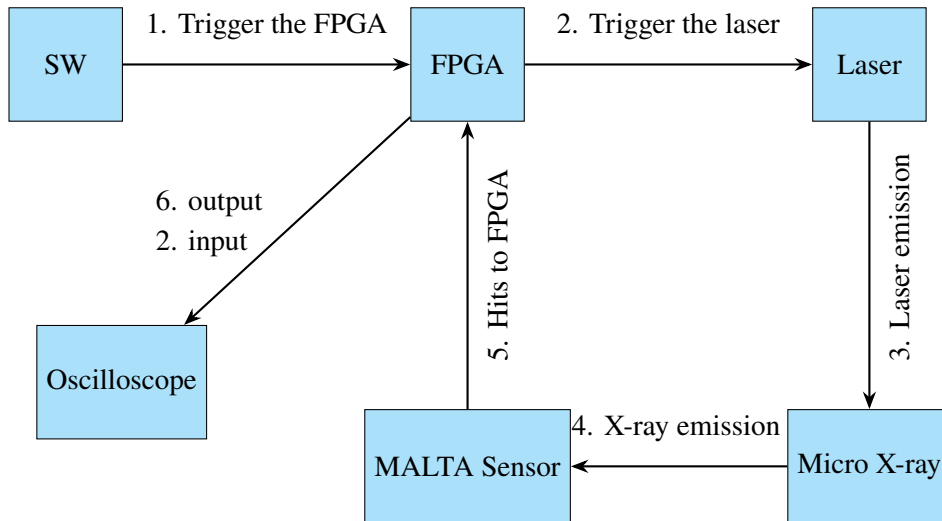 1. Trigger the FPGA
2. Trigger the laser
SW
FPGA
Laser
6. output
2. input
5. Hits to FPGA
3. Laser emission
Oscilloscope
4. X-ray emission
MALTA Sensor
Micro X-ray